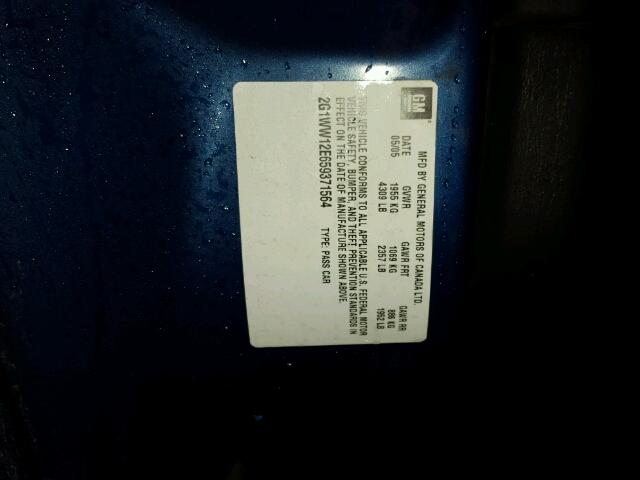 GM
MFD BY GENERAL MOTORS OF CANADA LTD.
DATE GVWR GAWR FRT GAWR RR
05/05 1955 KG 1069 KG 886 KG
4309 LB 2357 LB 1952 LB
THIS VEHICLE CONFORMS TO ALL APPLICABLE U.S. FEDERAL MOTOR
VEHICLE SAFETY, BUMPER, AND THEFT PREVENTION STANDARDS IN
EFFECT ON THE DATE OF MANUFACTURE SHOWN ABOVE.
2G1WW12E659371564 TYPE: PASS CAR